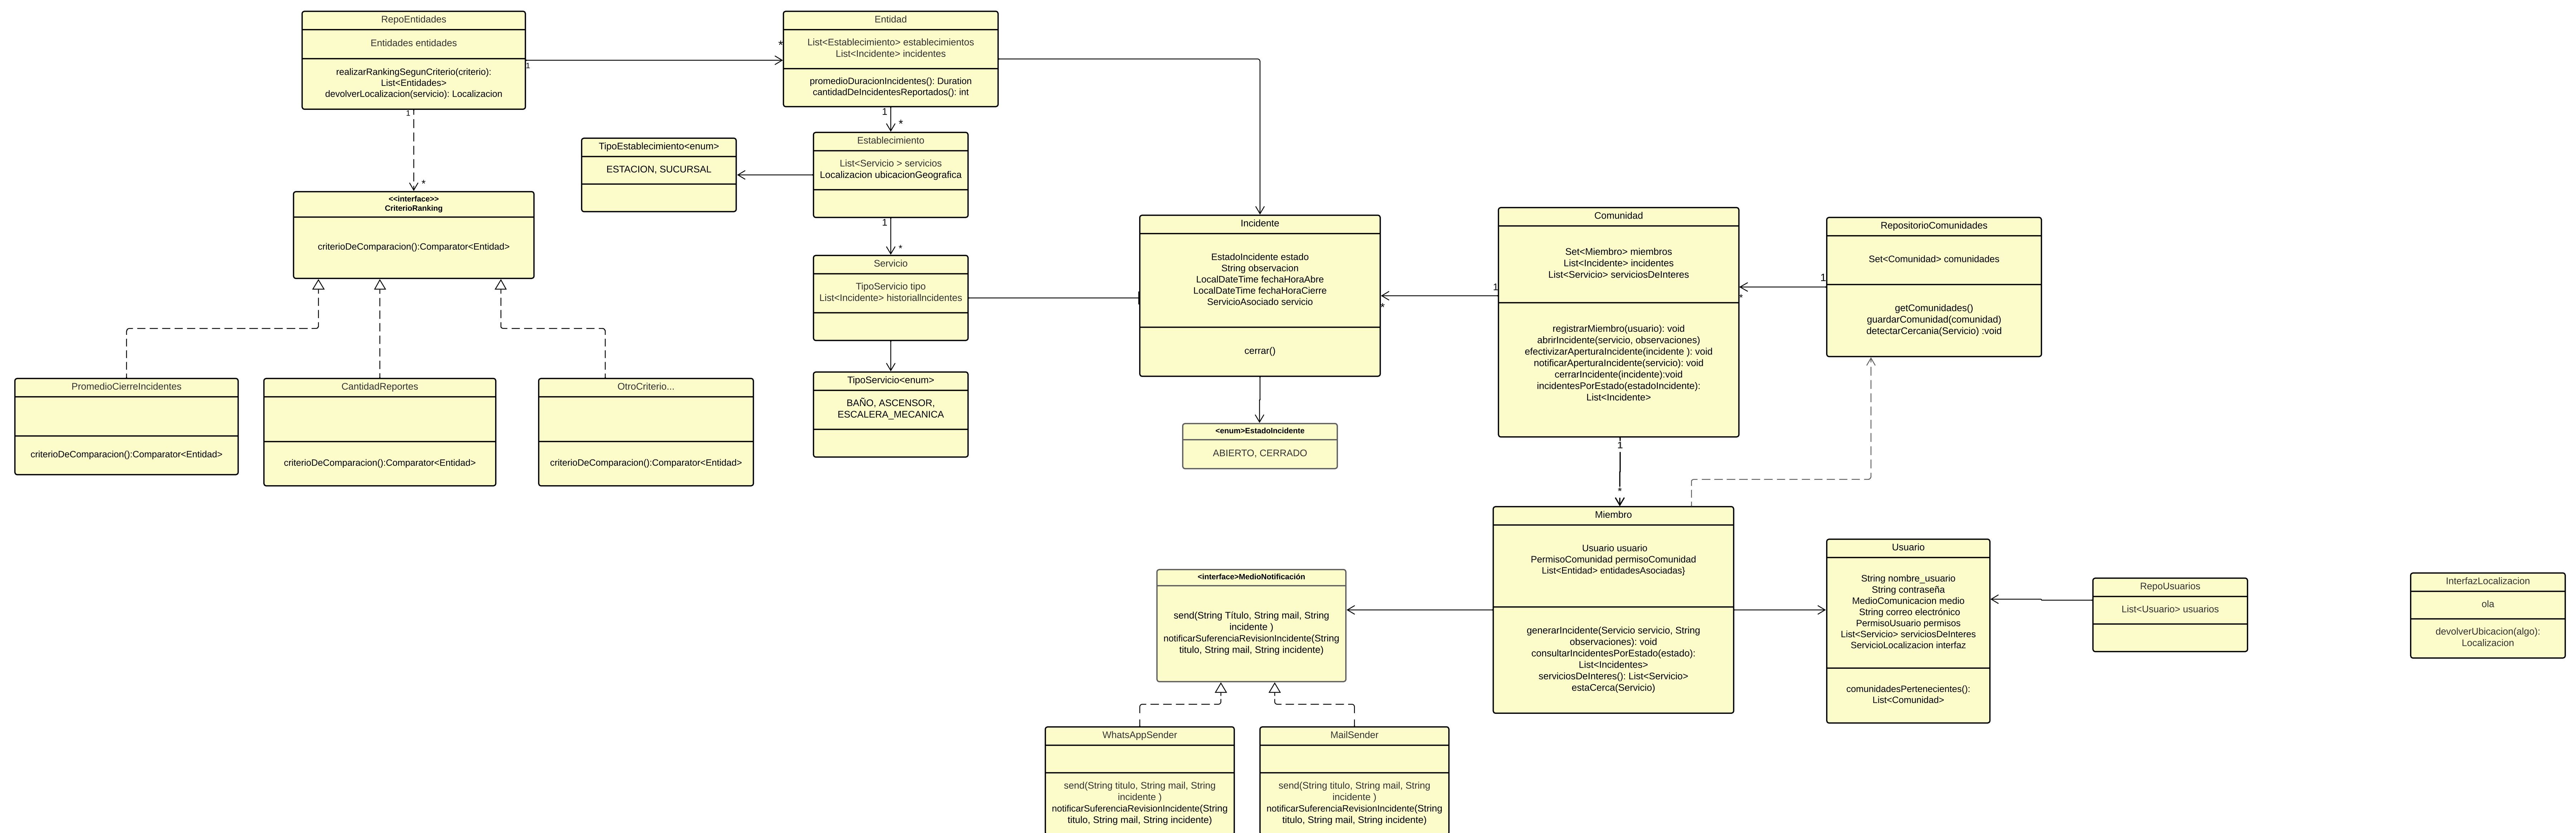 RepoEntidades
Entidades entidades
realizarRankingSegunCriterio(criterio):
List<Entidades>
devolverLocalizacion(servicio): Localizacion
1
*
1
*
Entidad
List<Establecimiento> establecimientos
List<Incidente> incidentes
promedioDuracionIncidentes(): Duration
cantidadDeIncidentesReportados(): int
1
*
TipoEstablecimiento<enum>
ESTACION, SUCURSAL
Establecimiento
List<Servicio > servicios
Localizacion ubicacionGeografica
1
*
<<interface>>
CriterioRanking
criterioDeComparacion():Comparator<Entidad>
Servicio
TipoServicio tipo
List<Incidente> historialIncidentes
TipoServicio<enum>
BAÑO, ASCENSOR,
ESCALERA_MECANICA
PromedioCierreIncidentes
criterioDeComparacion():Comparator<Entidad>
CantidadReportes
criterioDeComparacion():Comparator<Entidad>
OtroCriterio...
criterioDeComparacion():Comparator<Entidad>
Incidente
EstadoIncidente estado
String observacion
LocalDateTime fechaHoraAbre
LocalDateTime fechaHoraCierre
ServicioAsociado servicio
cerrar()
*
1
<enum>EstadoIncidente
ABIERTO, CERRADO
Comunidad
Set<Miembro> miembros
List<Incidente> incidentes
List<Servicio> serviciosDeInteres
registrarMiembro(usuario): void
abrirIncidente(servicio, observaciones)
efectivizarAperturaIncidente(incidente ): void
notificarAperturaIncidente(servicio): void
cerrarIncidente(incidente):void
incidentesPorEstado(estadoIncidente):
List<Incidente>
*
1
RepositorioComunidades
Set<Comunidad> comunidades
getComunidades()
guardarComunidad(comunidad)
detectarCercania(Servicio) :void
1
*
Miembro
Usuario usuario
PermisoComunidad permisoComunidad
List<Entidad> entidadesAsociadas}
generarIncidente(Servicio servicio, String
observaciones): void
consultarIncidentesPorEstado(estado):
List<Incidentes>
serviciosDeInteres(): List<Servicio>
estaCerca(Servicio)
<interface>MedioNotificación
send(String Título, String mail, String
incidente )
notificarSuferenciaRevisionIncidente(String
titulo, String mail, String incidente)
WhatsAppSender
send(String titulo, String mail, String
incidente )
notificarSuferenciaRevisionIncidente(String
titulo, String mail, String incidente)
MailSender
send(String titulo, String mail, String
incidente )
notificarSuferenciaRevisionIncidente(String
titulo, String mail, String incidente)
Usuario
String nombre_usuario
String contraseña
MedioComunicacion medio
String correo electrónico
PermisoUsuario permisos
List<Servicio> serviciosDeInteres
ServicioLocalizacion interfaz
comunidadesPertenecientes():
List<Comunidad>
RepoUsuarios
List<Usuario> usuarios
InterfazLocalizacion
ola
devolverUbicacion(algo):
Localizacion